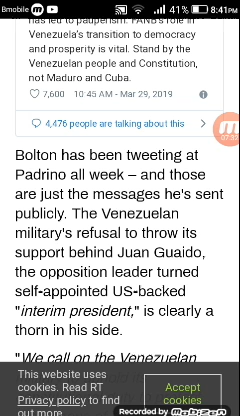 Bmobile 41% 8:41PM
has led to pauperism. FANB's role in
Venezuela's transition to democracy
and prosperity is vital. Stand by the
Venezuelan people and Constitution,
not Maduro and Cuba.
7,600 10:45 AM - Mar 29, 2019
4,476 people are talking about this
Bolton has been tweeting at
Padrino all week – and those
are just the messages he's sent
publicly. The Venezuelan
military's refusal to throw its
support behind Juan Guaido,
the opposition leader turned
self-appointed US-backed
"interim president," is clearly a
thorn in his side.
"We call on the Venezuelan
This website uses
cookies. Read RT
Privacy policy to find
out more.
Accept
cookies
Recorded by